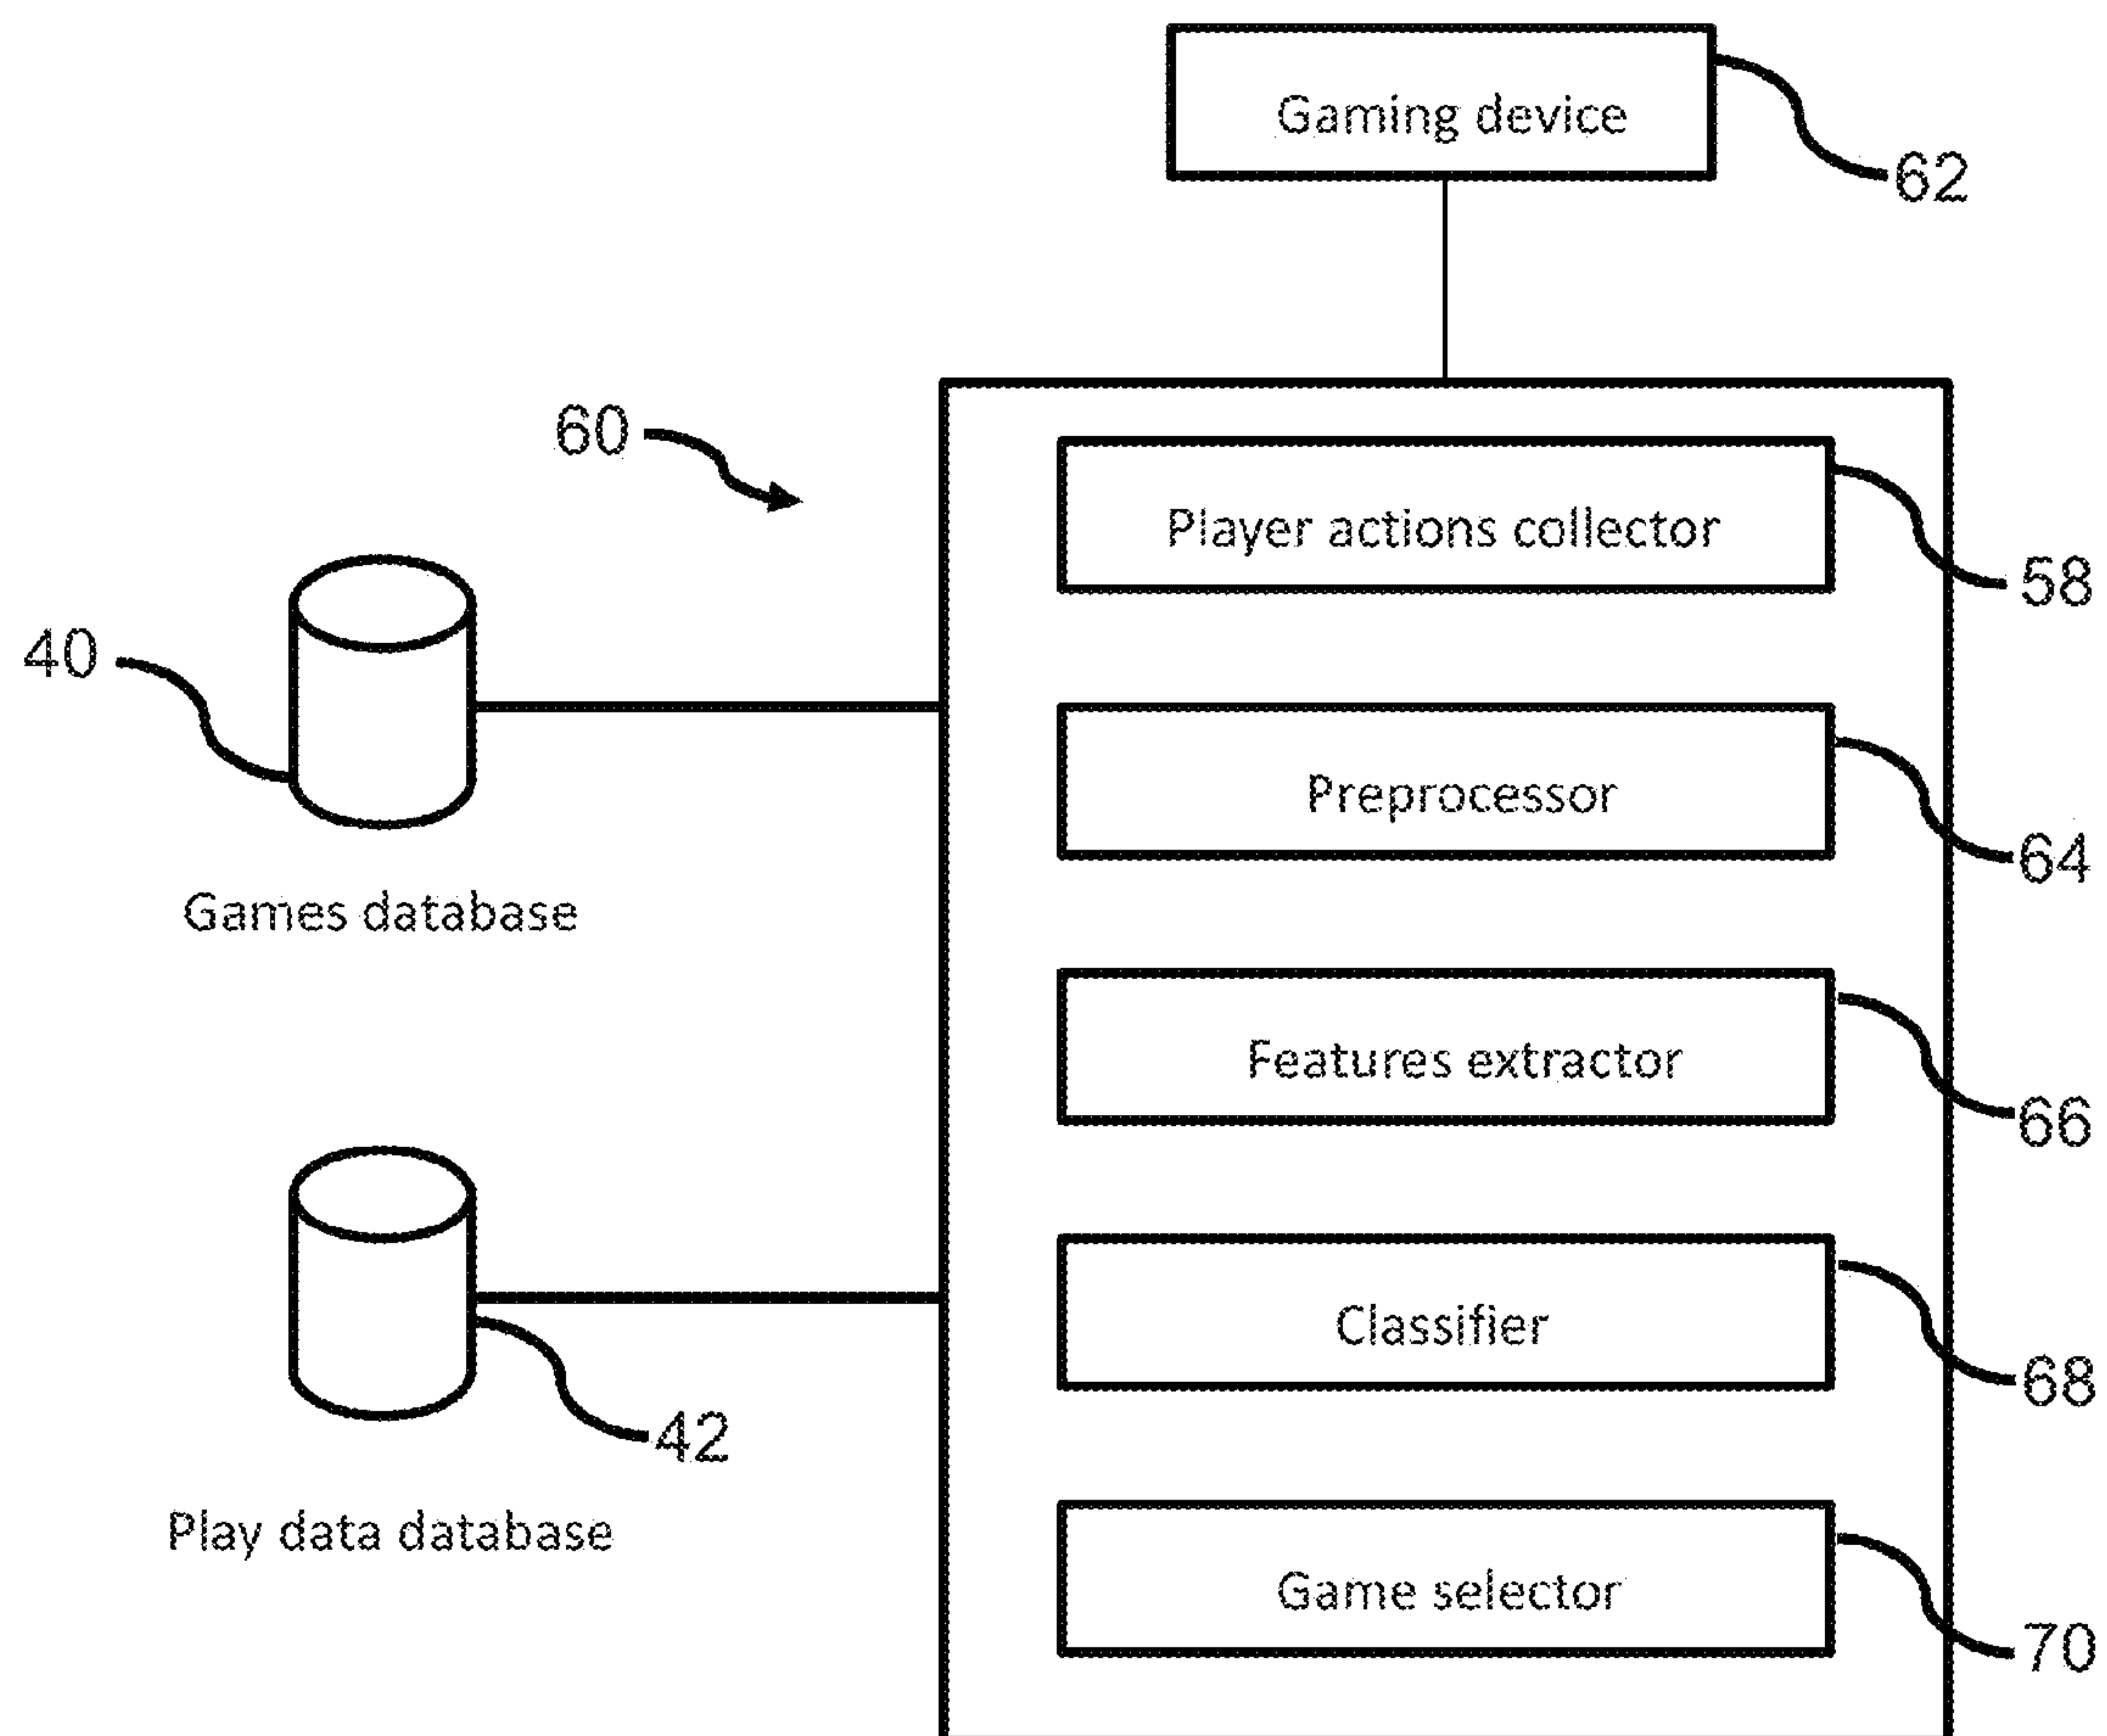 Gaming device
62
60
Player actions collector
58
40
Preprocessor
64
Games database
Features extractor
66
Classifier
68
42
Play data database
Game selector
70